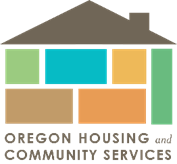 OREGON HOUSING and
COMMUNITY SERVICES